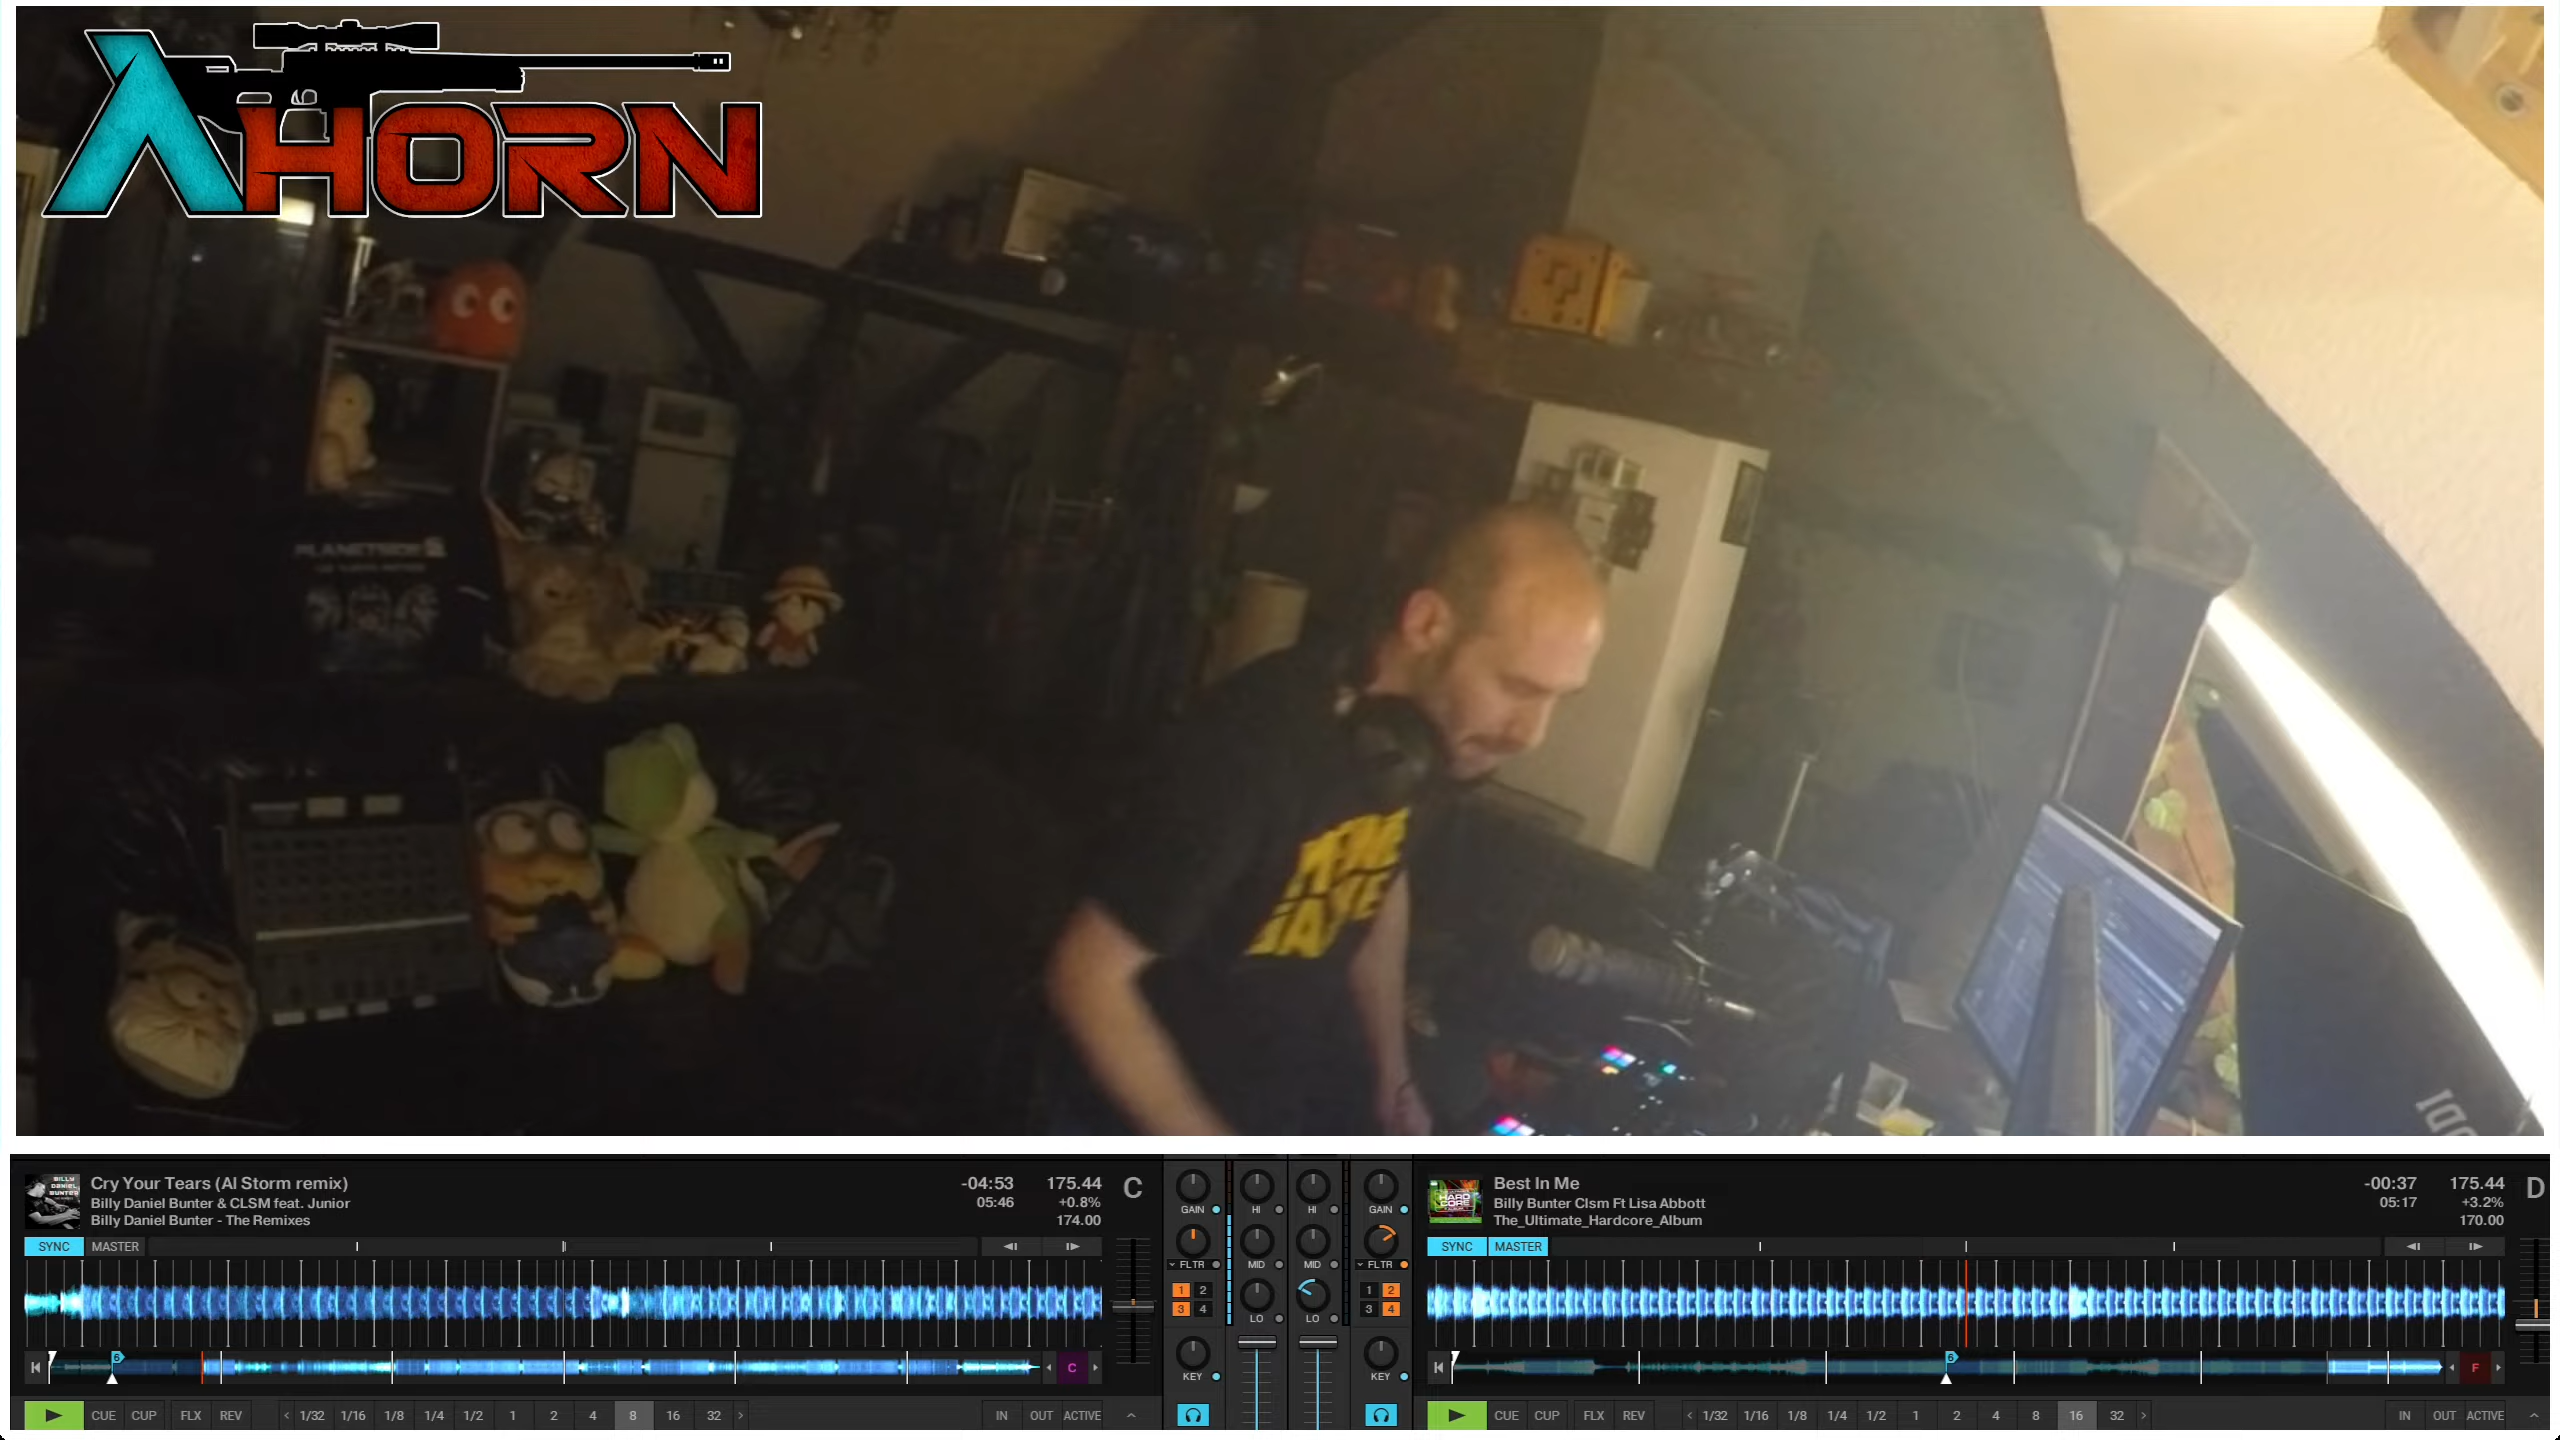 AHORN
PLANETSIDE 2
Cry Your Tears (Al Storm remix)
Billy Daniel Bunter & CLSM feat. Junior
Billy Daniel Bunter - The Remixes
-04:53
05:46
175.44
+0.8%
174.00
C
SYNC MASTER
GAIN HI HI GAIN
FLTR MID MID FLTR
1 2
3 4
LO LO
1 2
3 4
KEY KEY
C
CUE CUP FLX REV 1/32 1/16 1/8 1/4 1/2 1 2 4 8 16 32 IN OUT ACTIVE
Best In Me
Billy Bunter Clsm Ft Lisa Abbott
The_Ultimate_Hardcore_Album
-00:37
05:17
175.44
+3.2%
170.00
D
SYNC MASTER
6
6
F
CUE CUP FLX REV 1/32 1/16 1/8 1/4 1/2 1 2 4 8 16 32 IN OUT ACTIVE